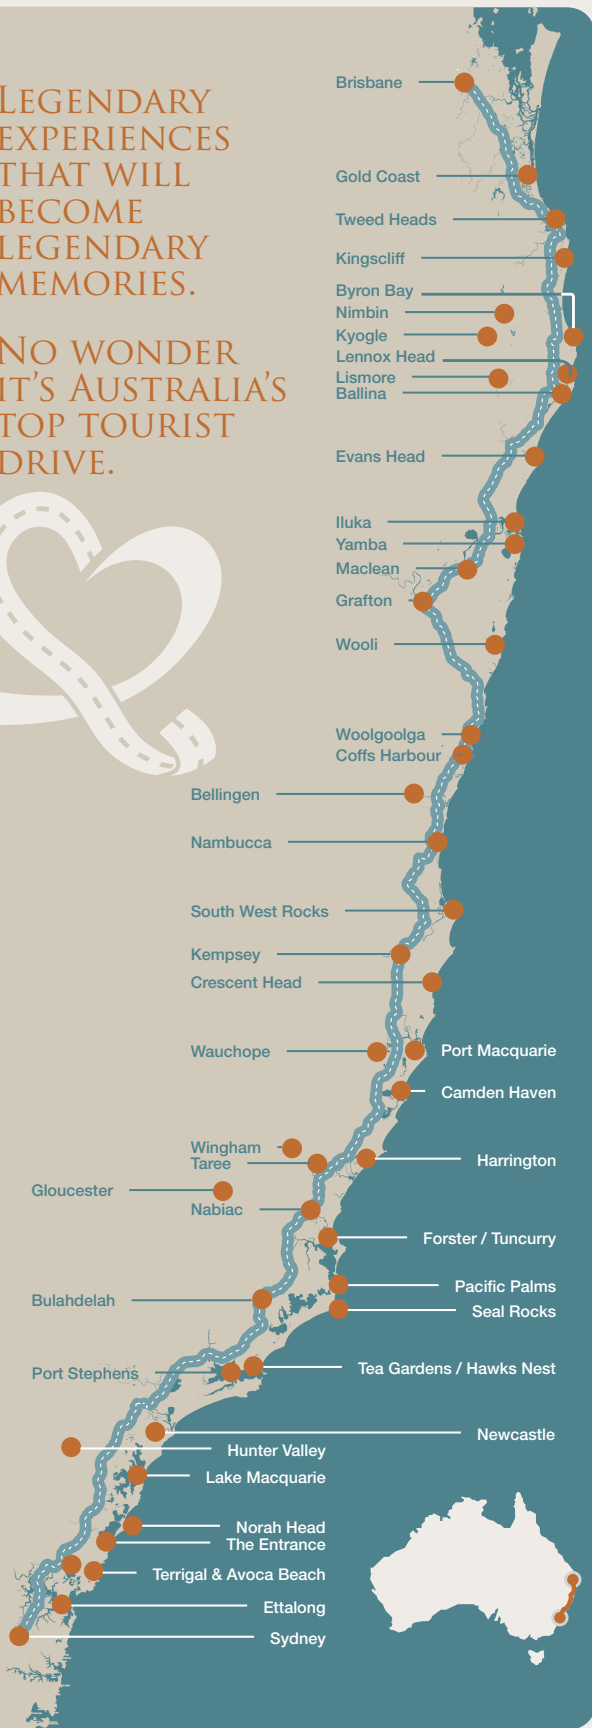 LEGENDARY
EXPERIENCES
THAT WILL
BECOME
LEGENDARY
MEMORIES.
NO WONDER
IT'S AUSTRALIA'S
TOP TOURIST
DRIVE.
Brisbane
Gold Coast
Tweed Heads
Kingscliff
Byron Bay
Nimbin
Kyogle
Lennox Head
Lismore
Ballina
Evans Head
Iluka
Yamba
Maclean
Grafton
Wooli
Woolgoolga
Coffs Harbour
Bellingen
Nambucca
South West Rocks
Kempsey
Crescent Head
Wauchope
Port Macquarie
Camden Haven
Wingham
Taree
Harrington
Gloucester
Nabiac
Forster / Tuncurry
Pacific Palms
Bulahdelah
Seal Rocks
Tea Gardens / Hawks Nest
Port Stephens
Newcastle
Hunter Valley
Lake Macquarie
Norah Head
The Entrance
Terrigal & Avoca Beach
Ettalong
Sydney